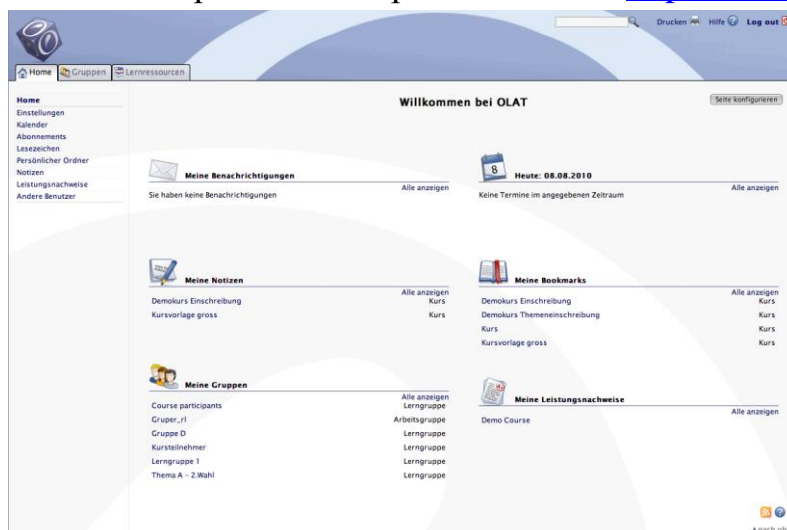 Drucken Hilfe Log out
Home Gruppen Lernressourcen
Home
Einstellungen
Kalender
Abonnements
Lesezeichen
Persönlicher Ordner
Notizen
Leistungsnachweise
Andere Benutzer
Willkommen bei OLAT
Seite konfigurieren
Meine Benachrichtigungen
Alle anzeigen
Sie haben keine Benachrichtigungen
8
Heute: 08.08.2010
Alle anzeigen
Keine Termine im angegebenen Zeitraum
Meine Notizen
Alle anzeigen
Demokurs Einschreibung Kurs
Kursvorlage gross Kurs
Meine Bookmarks
Alle anzeigen
Demokurs Einschreibung Kurs
Demokurs Themeneinschreibung Kurs
Kurs Kurs
Kursvorlage gross Kurs
Meine Gruppen
Alle anzeigen
Course participants Lerngruppe
Gruper_rl Arbeitsgruppe
Gruppe D Lerngruppe
Kursteilnehmer Lerngruppe
Lerngruppe 1 Lerngruppe
Thema A - 2.Wahl Lerngruppe
Meine Leistungsnachweise
Alle anzeigen
Demo Course